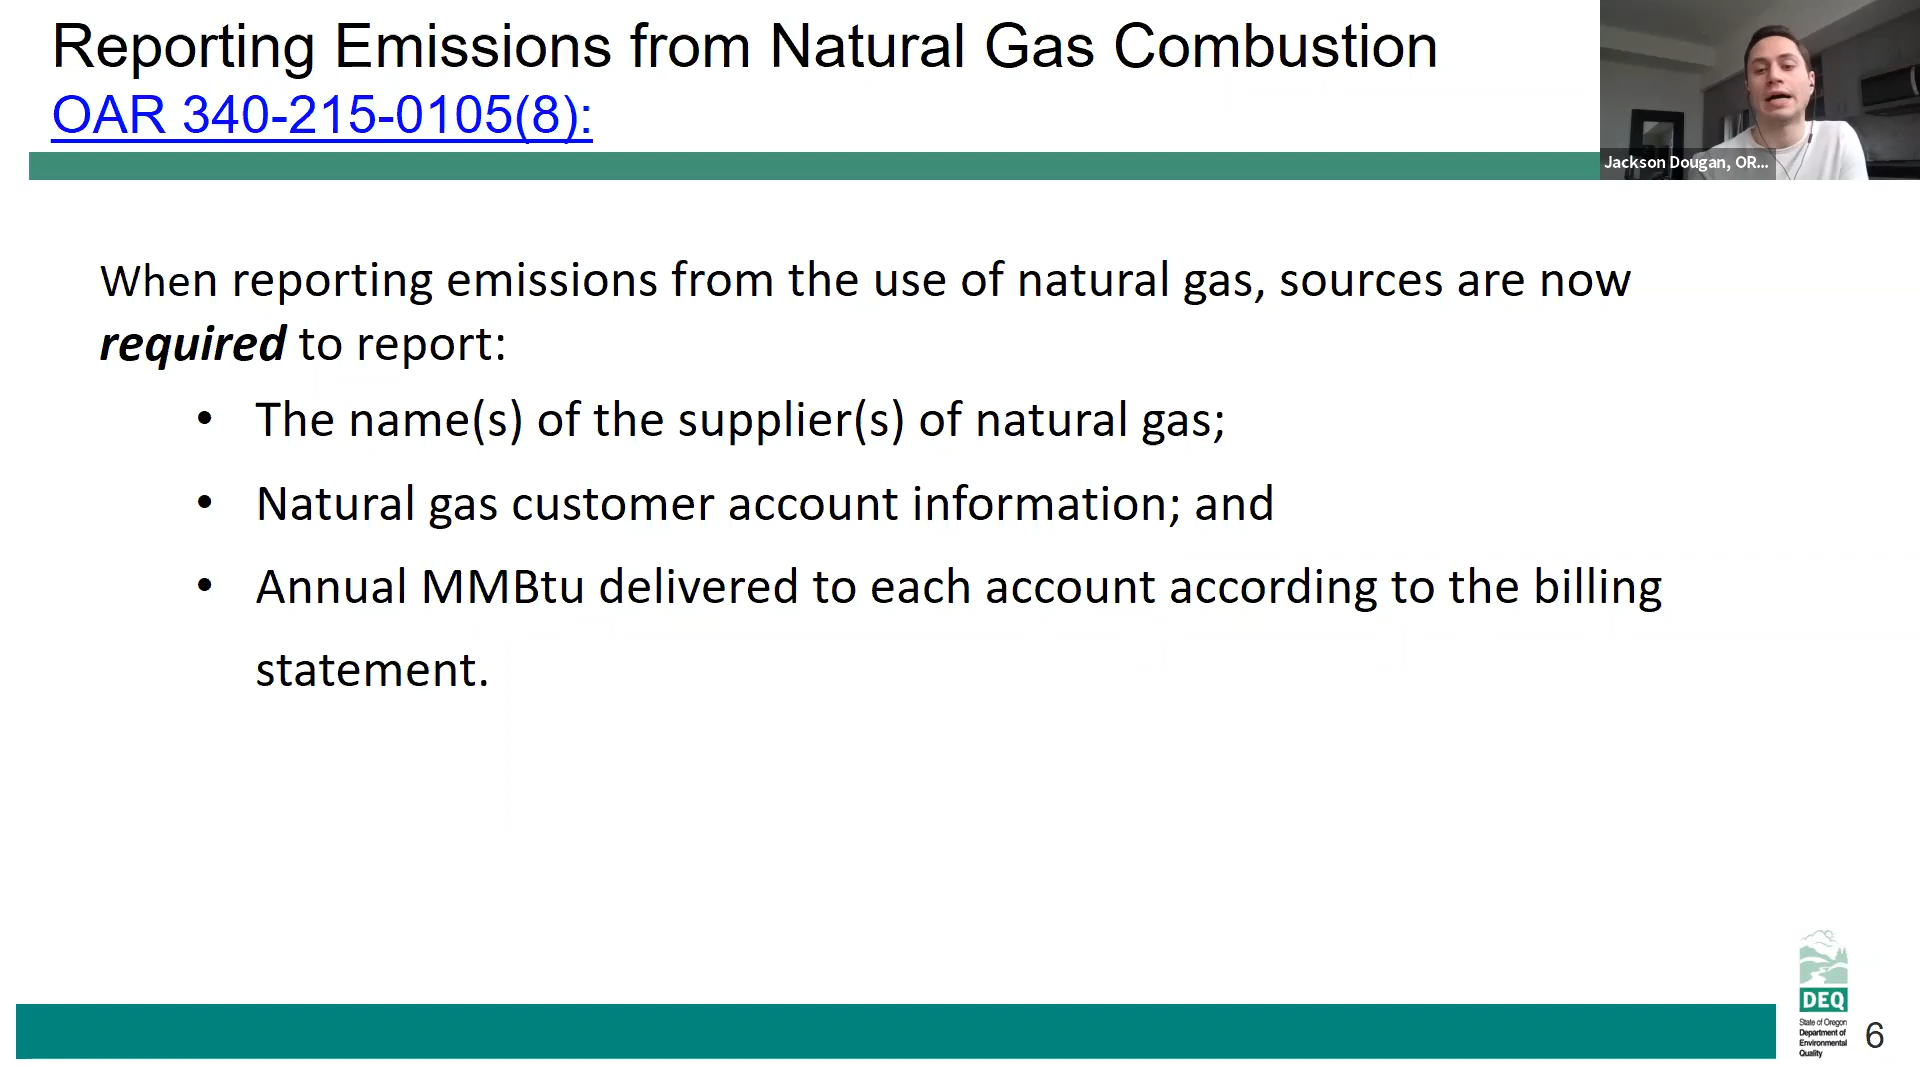 Reporting Emissions from Natural Gas Combustion
OAR 340-215-0105(8):
Jackson Dougan, OR...
When reporting emissions from the use of natural gas, sources are now
required to report:
• The name(s) of the supplier(s) of natural gas;
• Natural gas customer account information; and
• Annual MMBtu delivered to each account according to the billing
statement.
DEQ
State of Oregon
Department of
Environmental
Quality
6